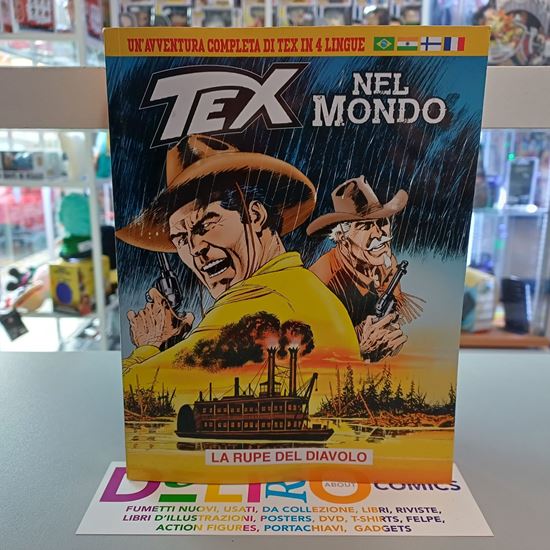 UN'AVVENTURA COMPLETA DI TEX IN 4 LINGUE
TEX
NEL
MONDO
LA RUPE DEL DIAVOLO
ABOUT
COMICS
FUMETTI NUOVI, USATI, DA COLLEZIONE, LIBRI, RIVISTE,
LIBRI D'ILLUSTRAZIONI, POSTERS, DVD, T-SHIRTS, FELPE,
ACTION FIGURES, PORTACHIAVI, GADGETS